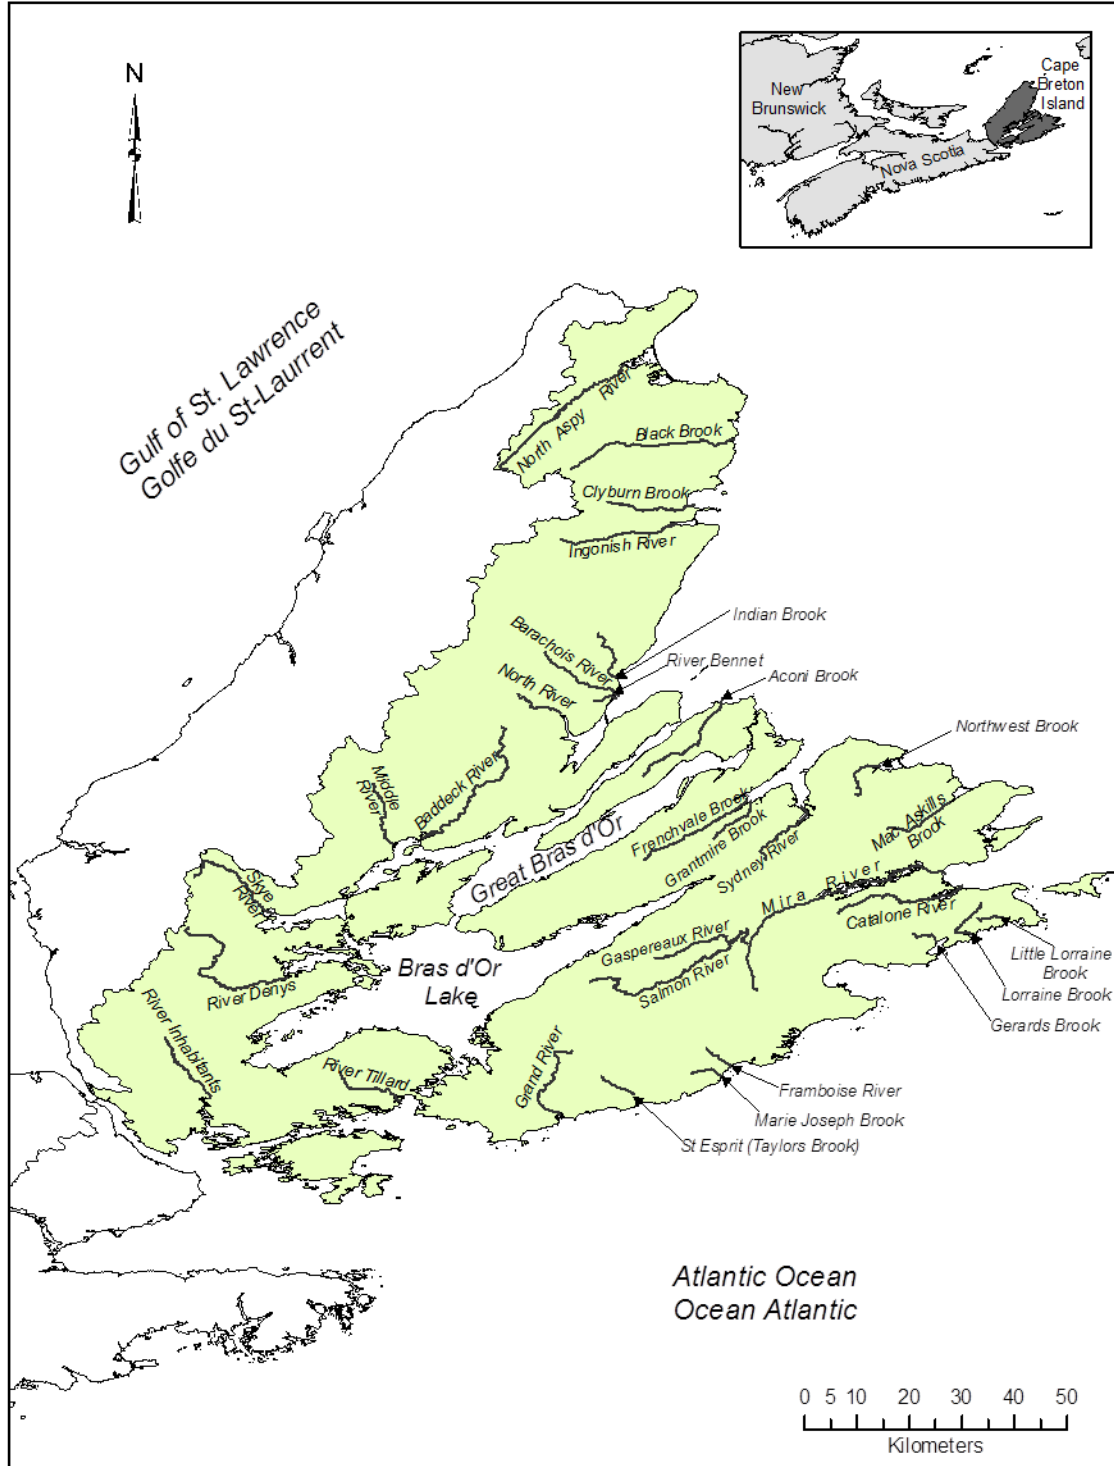 N
New
Brunswick
Nova Scotia
Cape
Breton
Island
Gulf of St. Lawrence
Golfe du St-Laurrent
North Aspy River
Black Brook
Clyburn Brook
Ingonish River
Indian Brook
Barachois River
River Bennet
North River
Aconi Brook
Northwest Brook
Middle
River
Baddeck River
Great Bras d'Or
Frenchvale Brook
Grantmire
Brook
Sydney River
Mac Askills
Brook
Skye
River
Mira River
Catalone River
Gaspereaux River
Salmon River
Little Lorraine
Brook
Lorraine Brook
Gerards Brook
Bras d'Or
Lake
River Denys
River Inhabitants
River Tillard
Grand River
Framboise River
Marie Joseph Brook
St Esprit (Taylors Brook)
Atlantic Ocean
Ocean Atlantic
0 5 10 20 30 40 50
Kilometers